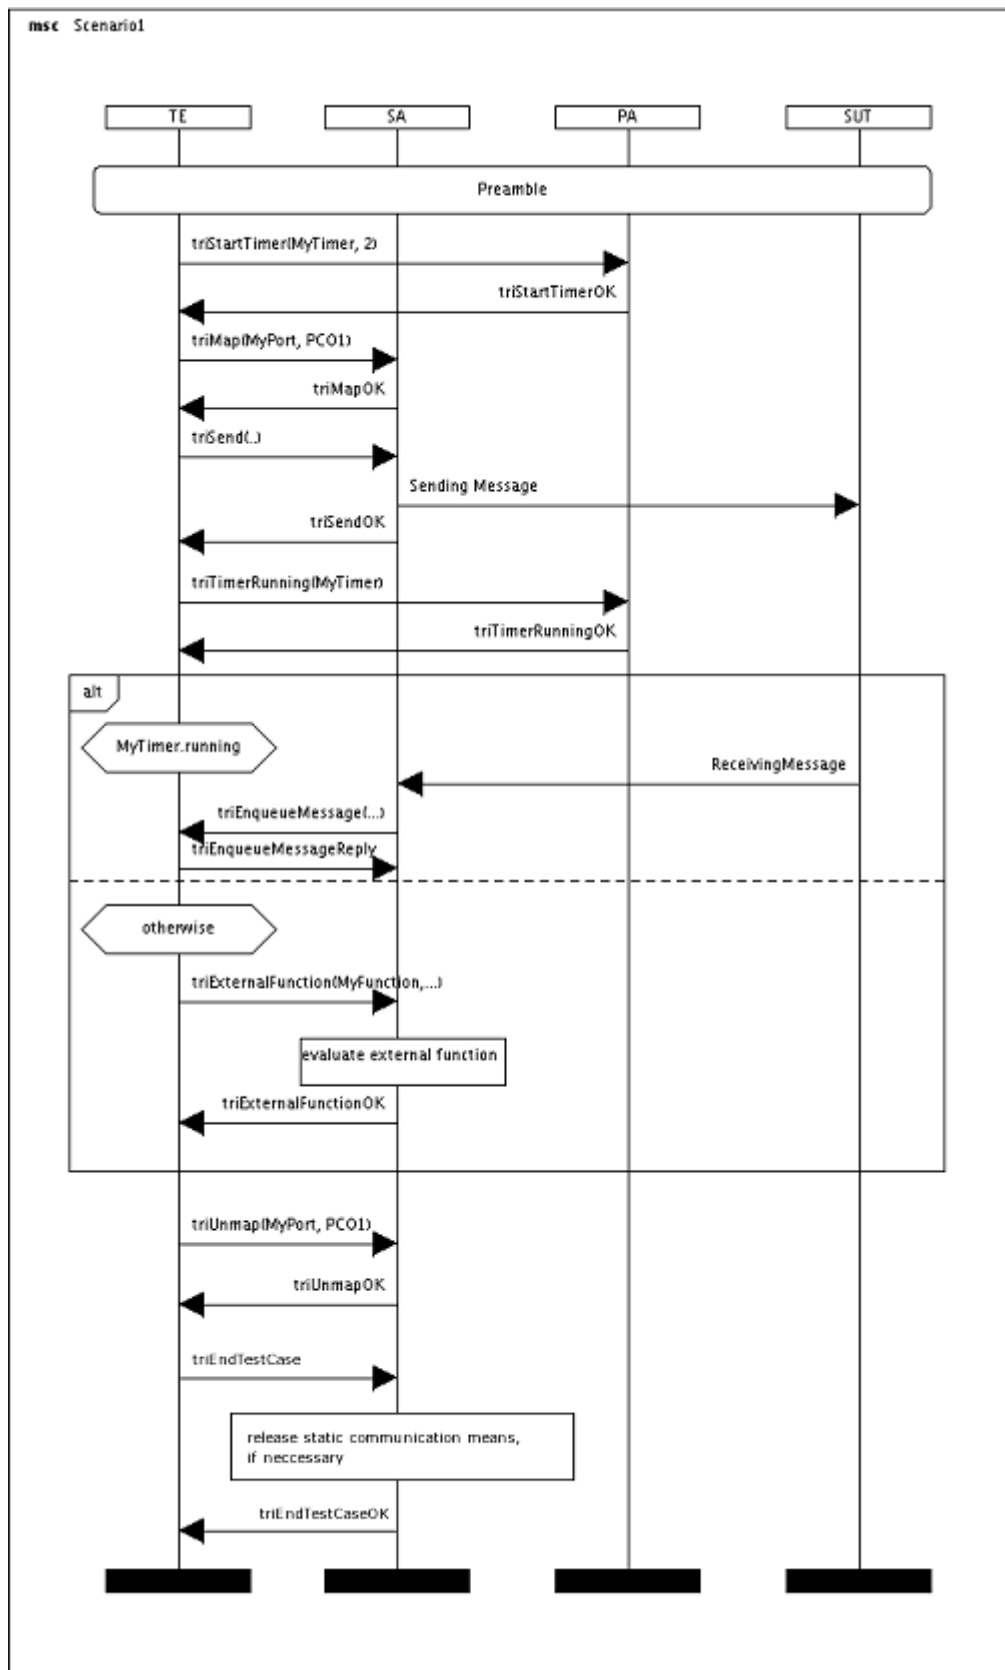 msc Scenario1
TE SA PA SUT
Preamble
triStartTimer(MyTimer, 2)
triStartTimerOK
triMap(MyPort, PCO1)
triMapOK
triSend(..)
Sending Message
triSendOK
triTimerRunning(MyTimer)
triTimerRunningOK
alt
MyTimer.running
ReceivingMessage
triEnqueueMessage(...)
triEnqueueMessageReply
otherwise
triExternalFunction(MyFunction,...)
evaluate external function
triExternalFunctionOK
triUnmap(MyPort, PCO1)
triUnmapOK
triEndTestCase
release static communication means,
if neccessary
triEndTestCaseOK